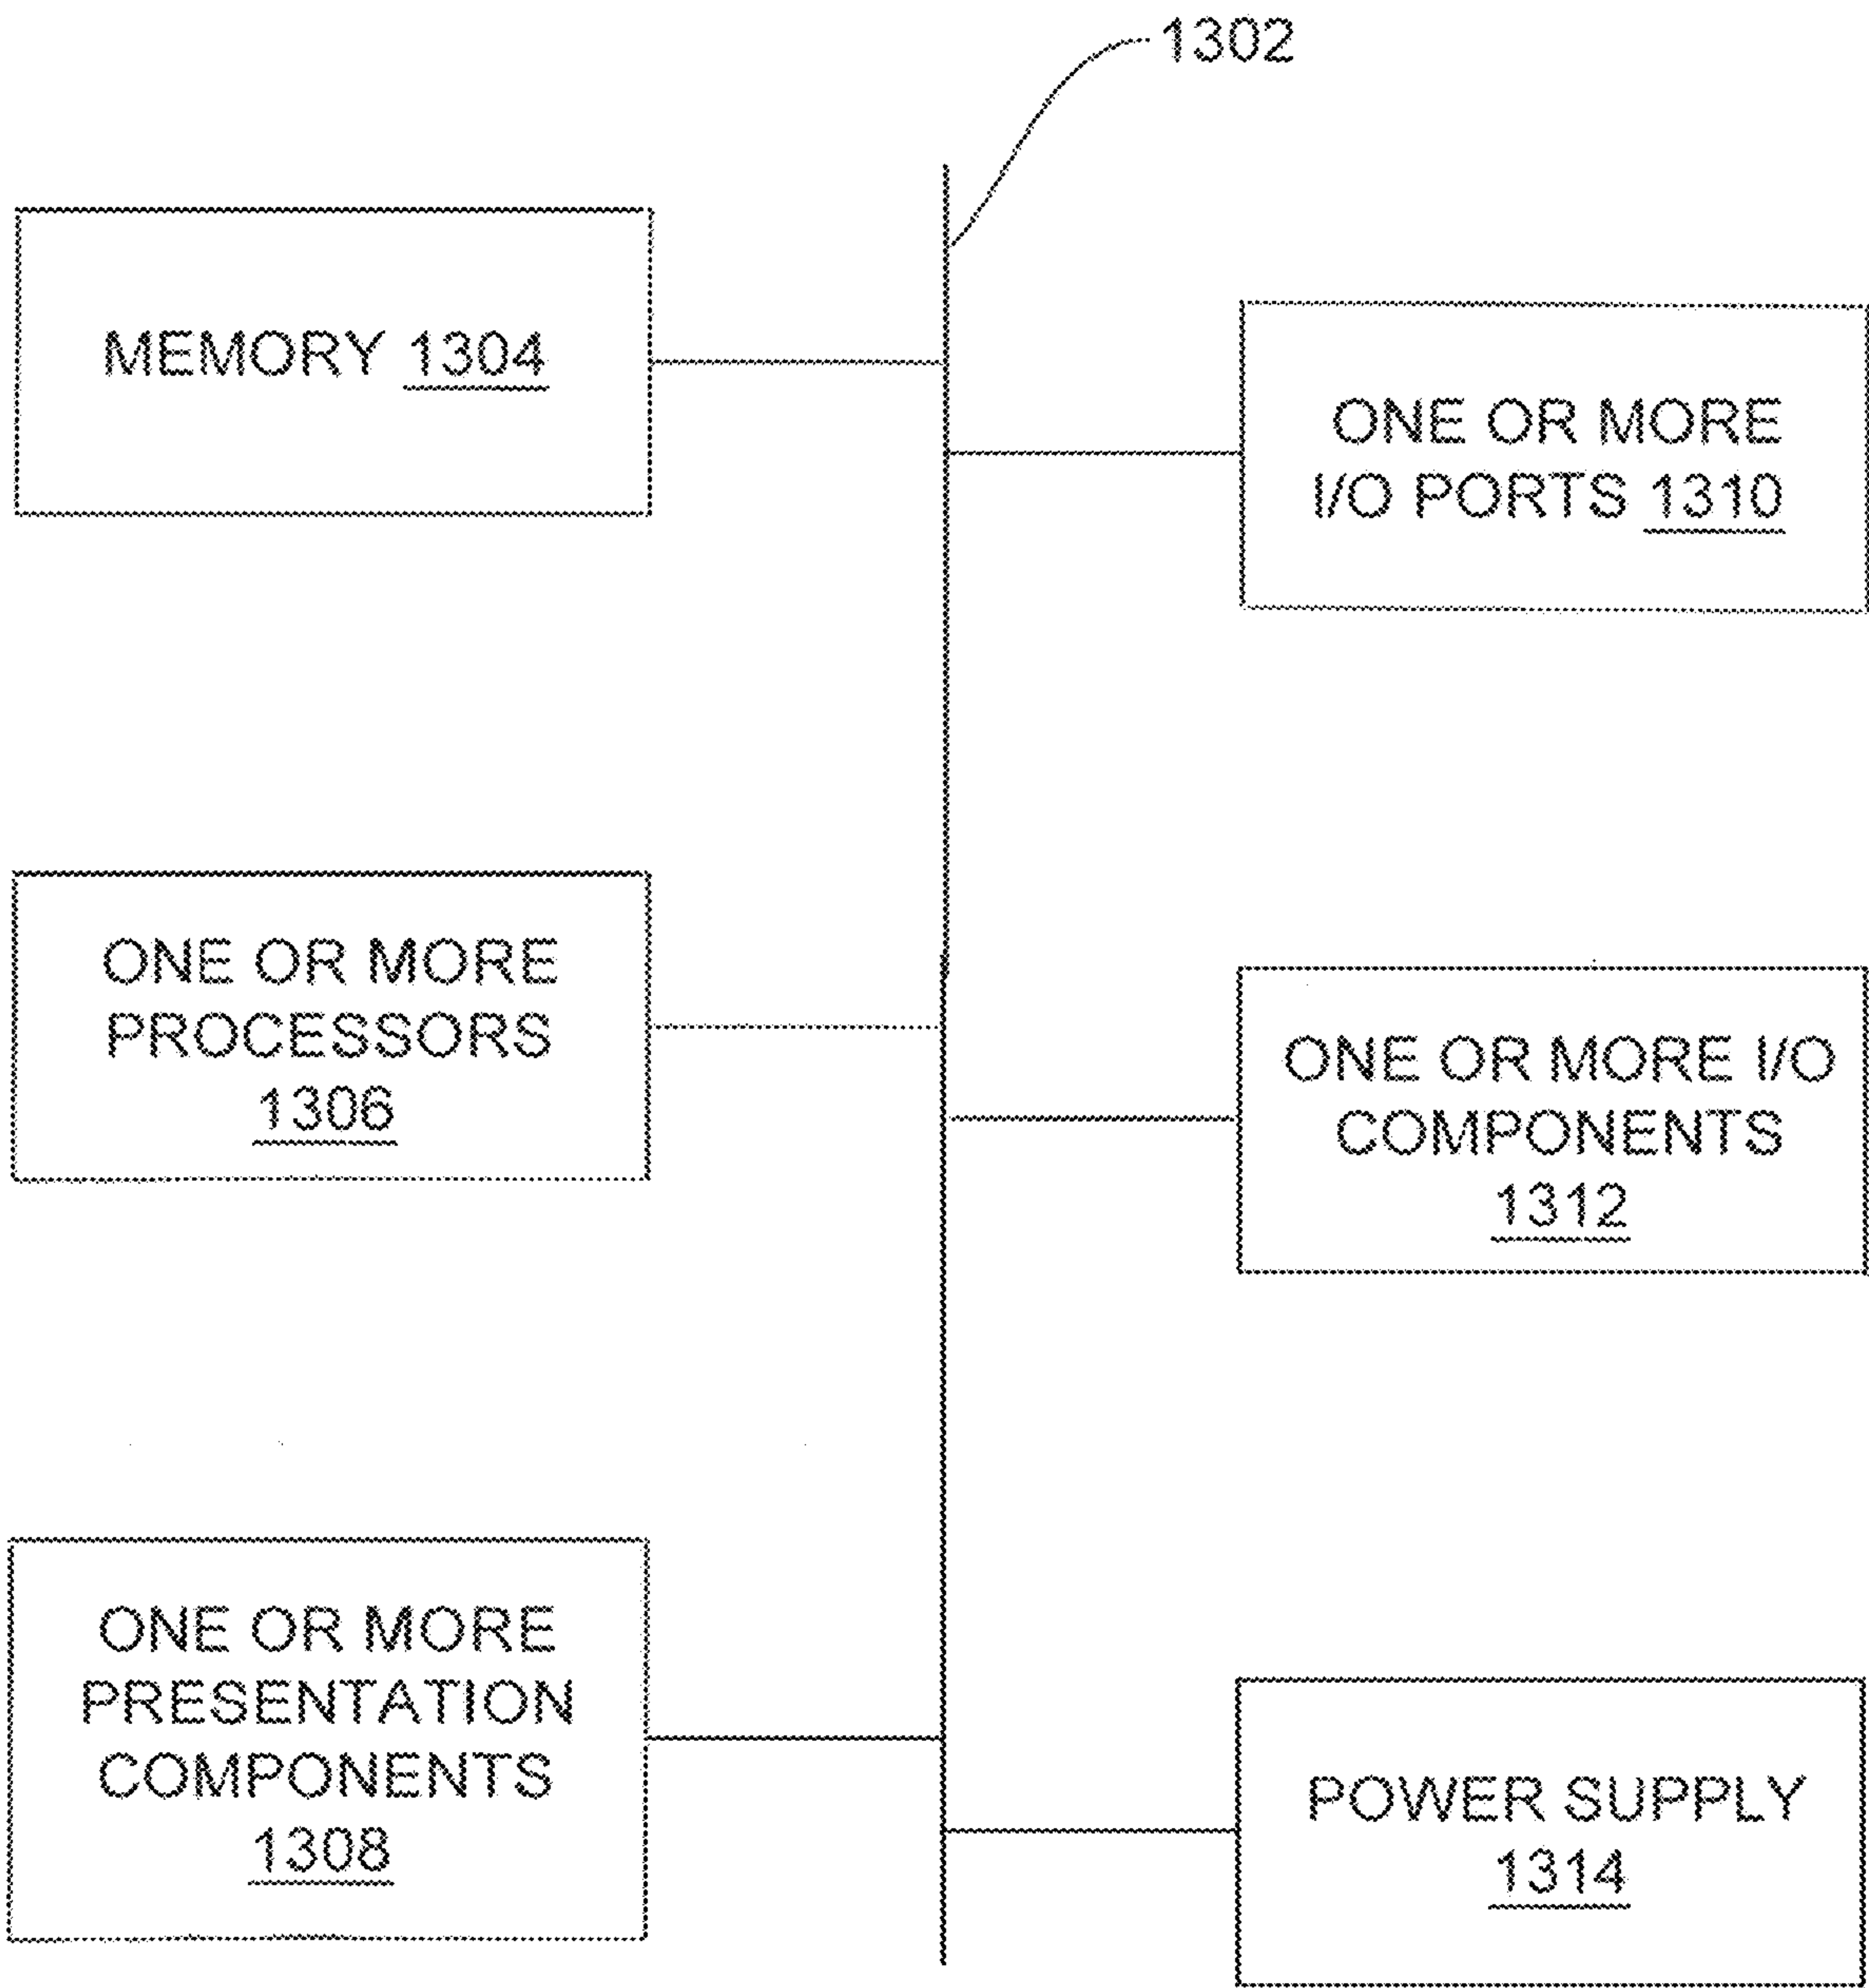 1302
MEMORY 1304
ONE OR MORE
I/O PORTS 1310
ONE OR MORE
PROCESSORS
1306
ONE OR MORE I/O
COMPONENTS
1312
ONE OR MORE
PRESENTATION
COMPONENTS
1308
POWER SUPPLY
1314